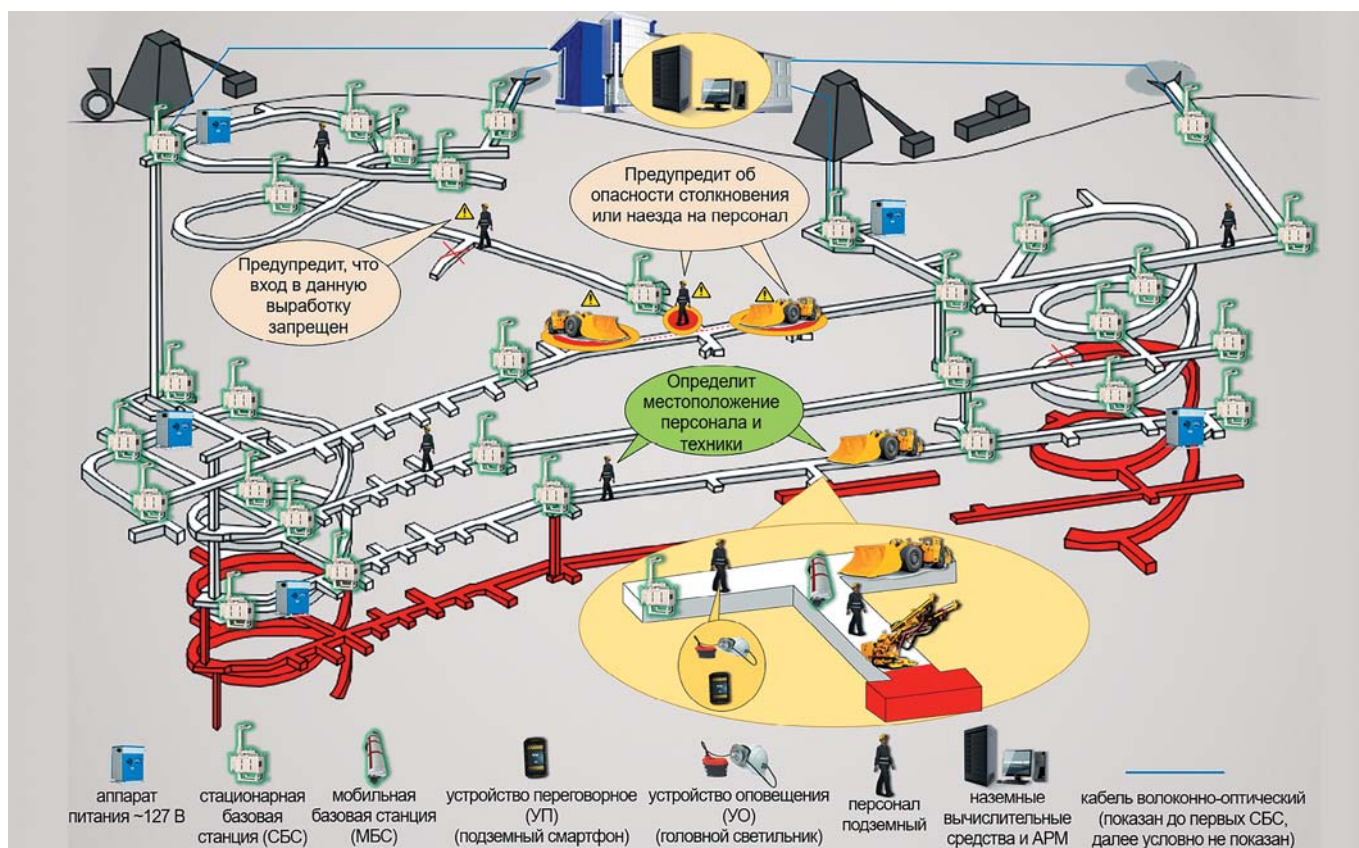 Предупредит об
опасности столкновения
или наезда на персонал
Предупредит, что
вход в данную
выработку
запрещен
Определит
местоположение
персонала и
техники
аппарат
питания ~127 В
стационарная
базовая
станция (СБС)
мобильная
базовая
станция (МБС)
устройство переговорное
(УП)
(подземный смартфон)
устройство оповещения
(УО)
(головной светильник)
персонал
подземный
наземные
вычислительные
средства и АРМ
кабель волоконно-оптический
(показан до первых СБС,
далее условно не показан)